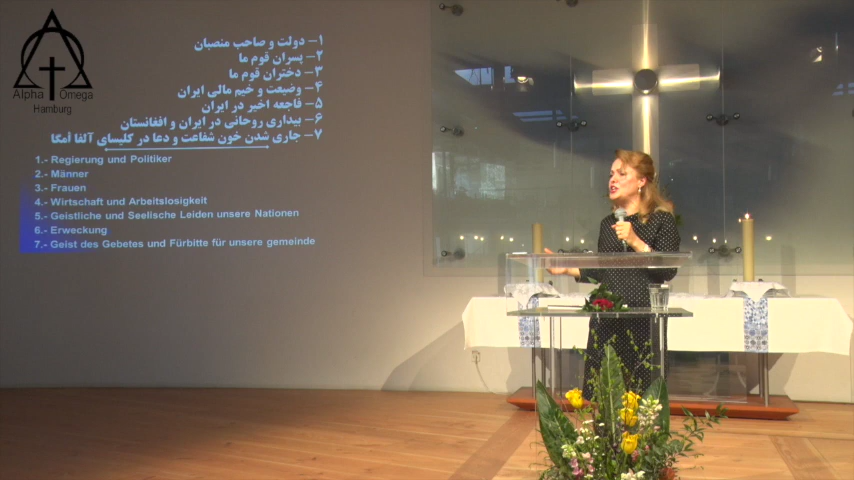 Alpha Omega
Hamburg
۱– دولت و صاحب منصبان
۲– پسران قوم ما
۳– دختران قوم ما
۴– وضیعت و خیم مالی ایران
۵– فاجعه اخیر در ایران
۶– بیداری روحانی در ایران و افغانستان
۷– جاری شدن خون شفاعت و دعا در کلیسای آلفا اُمگا
1.- Regierung und Politiker
2.- Männer
3.- Frauen
4.- Wirtschaft und Arbeitslosigkeit
5.- Geistliche und Seelische Leiden unsere Nationen
6.- Erweckung
7.- Geist des Gebetes und Fürbitte für unsere gemeinde